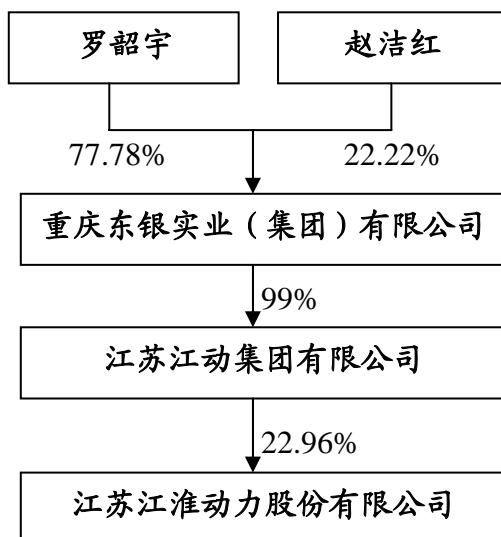 罗韶宇
赵洁红
77.78%
22.22%
重庆东银实业（集团）有限公司
99%
江苏江动集团有限公司
22.96%
江苏江淮动力股份有限公司